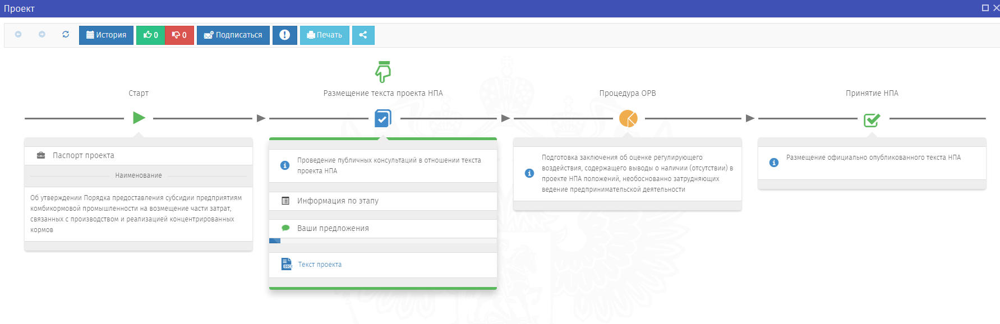 Проект
История
0
0
Подписаться
Печать
Старт
Размещение текста проекта НПА
Процедура ОРВ
Принятие НПА
Паспорт проекта
Наименование
Об утверждении Порядка предоставления субсидии предприятиям
комбикормовой промышленности на возмещение части затрат,
связанных с производством и реализацией концентрированных
кормов
Проведение публичных консультаций в отношении текста
проекта НПА
Информация по этапу
Ваши предложения
DOCX
Текст проекта
Подготовка заключения об оценке регулирующего
воздействия, содержащего выводы о наличии (отсутствии) в
проекте НПА положений, необоснованно затрудняющих
ведение предпринимательской деятельности
Размещение официально опубликованного текста НПА